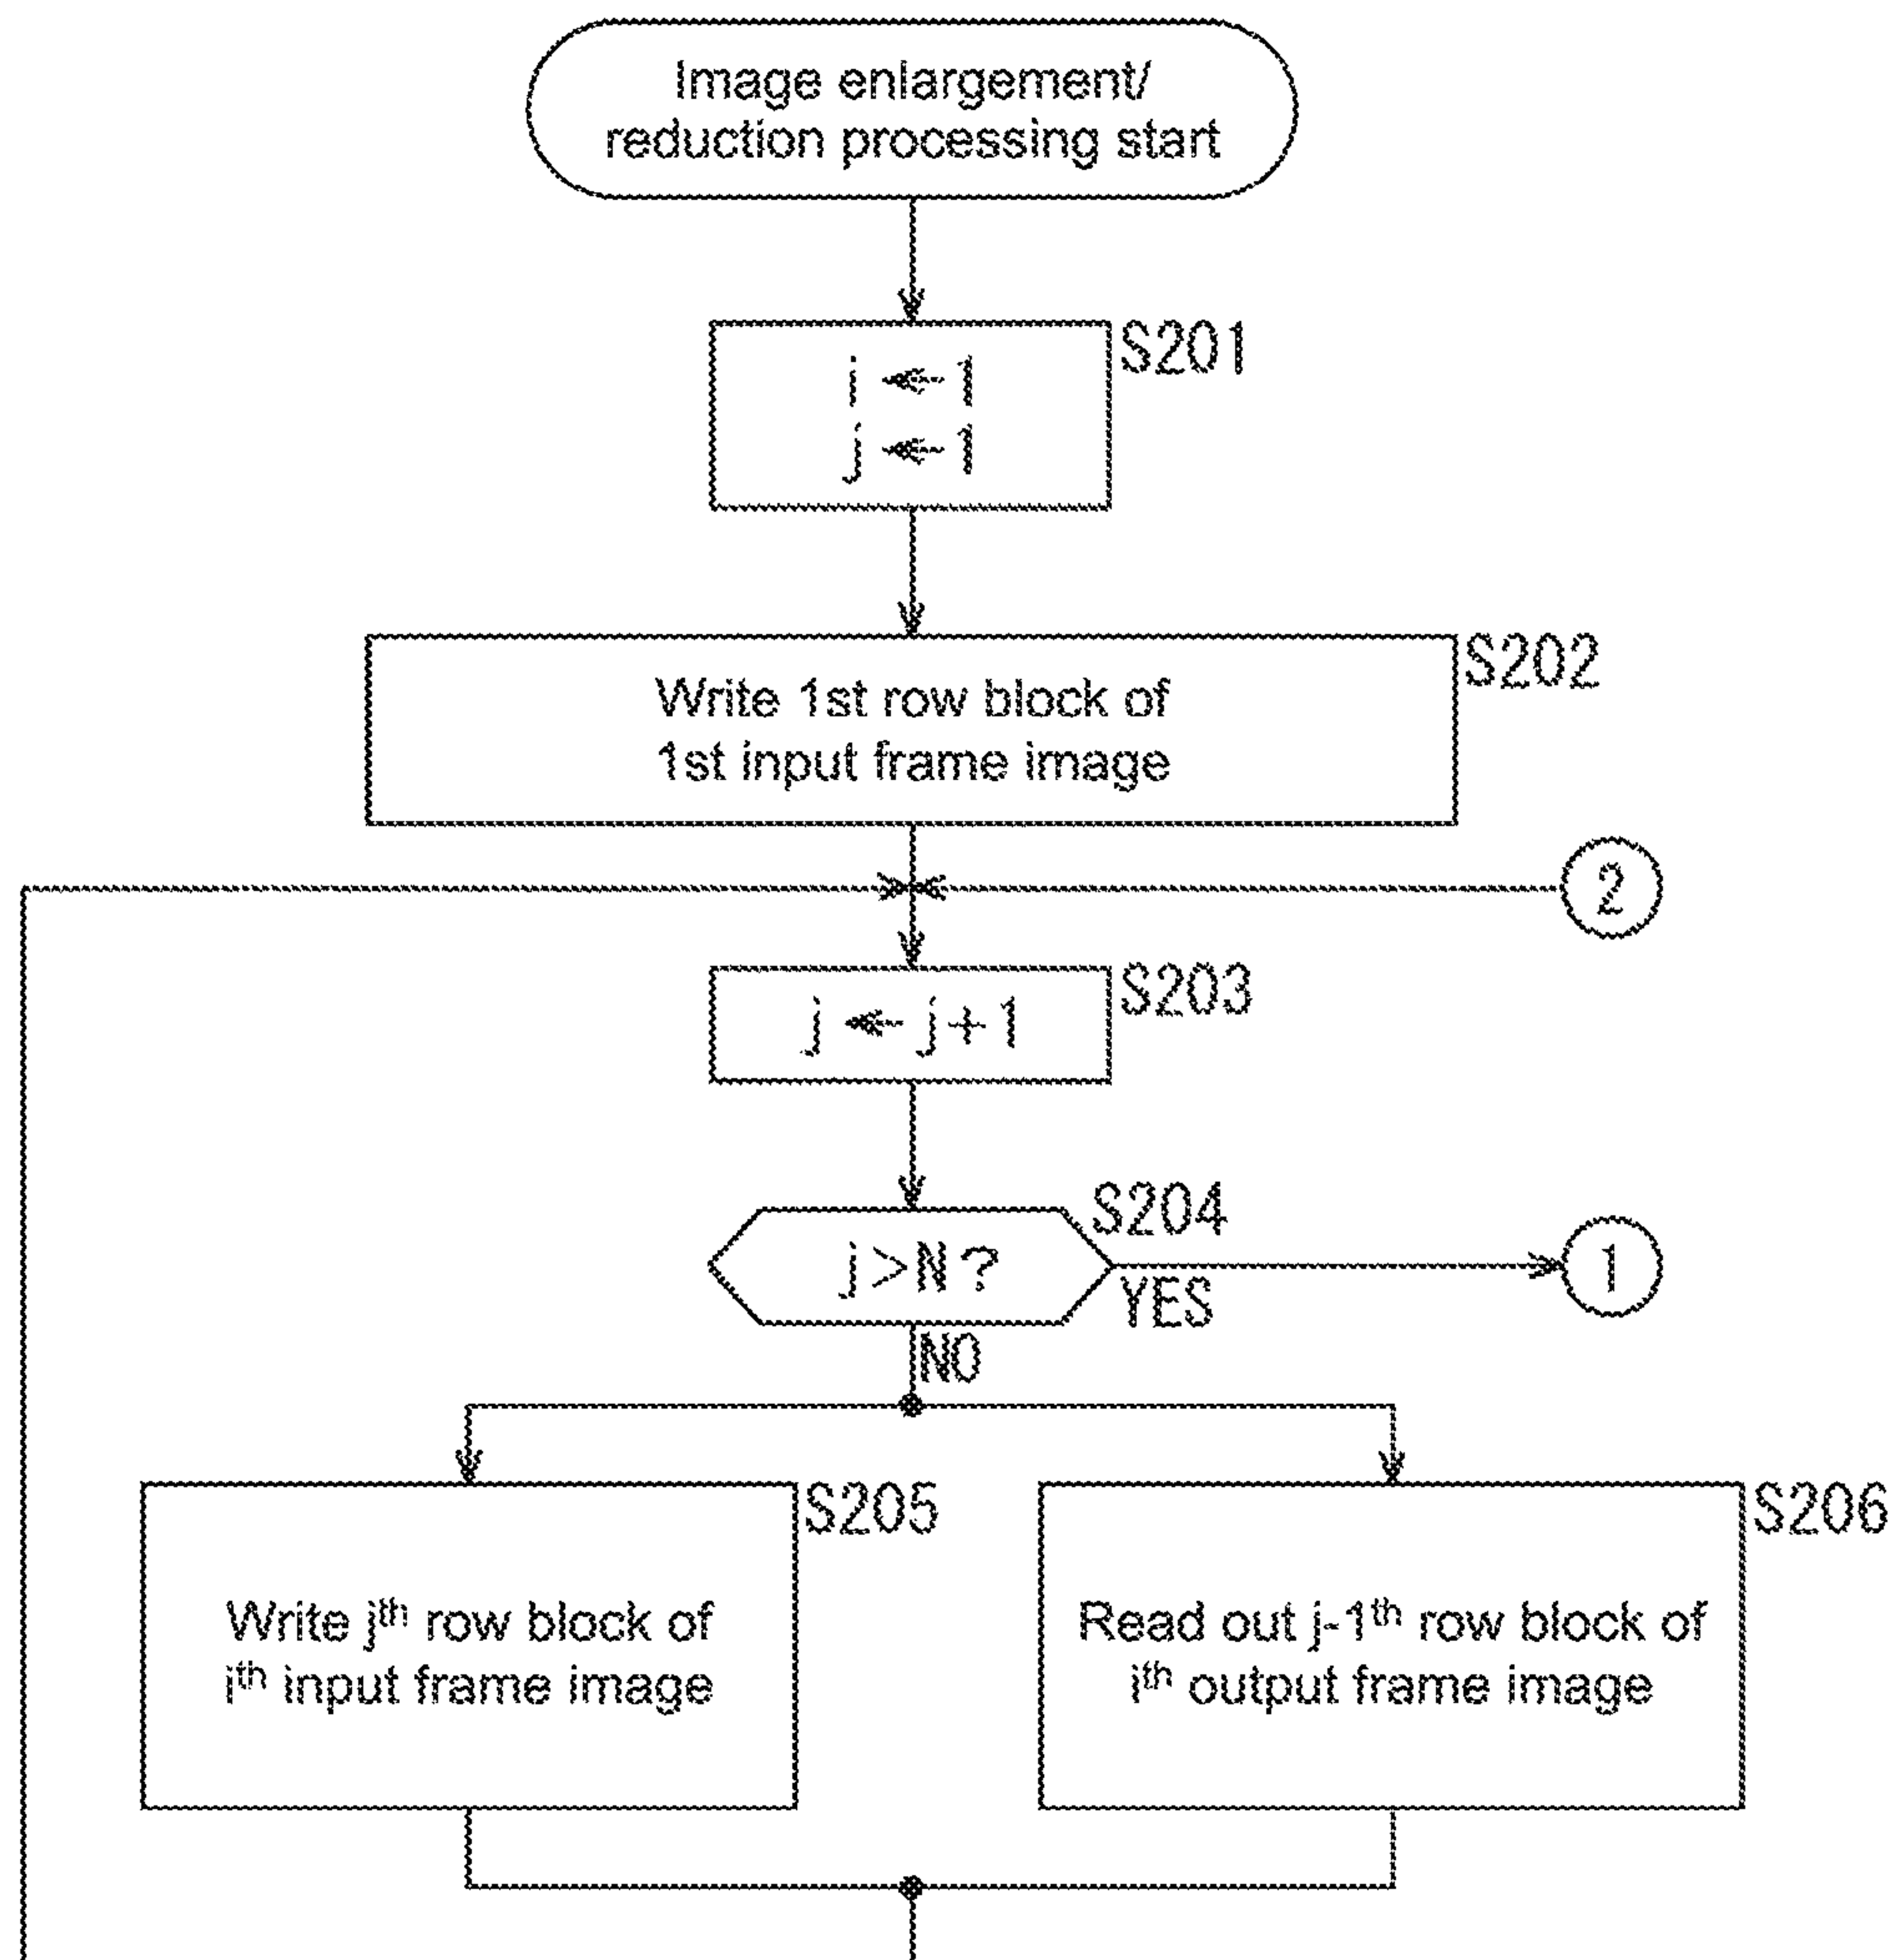 Image enlargement/
reduction processing start
S201
i ← 1
j ← 1
S202
Write 1st row block of
1st input frame image
2
S203
j ← j+1
S204
j>N?
YES
1
NO
S205
Write jth row block of
ith input frame image
S206
Read out j-1th row block of
ith output frame image